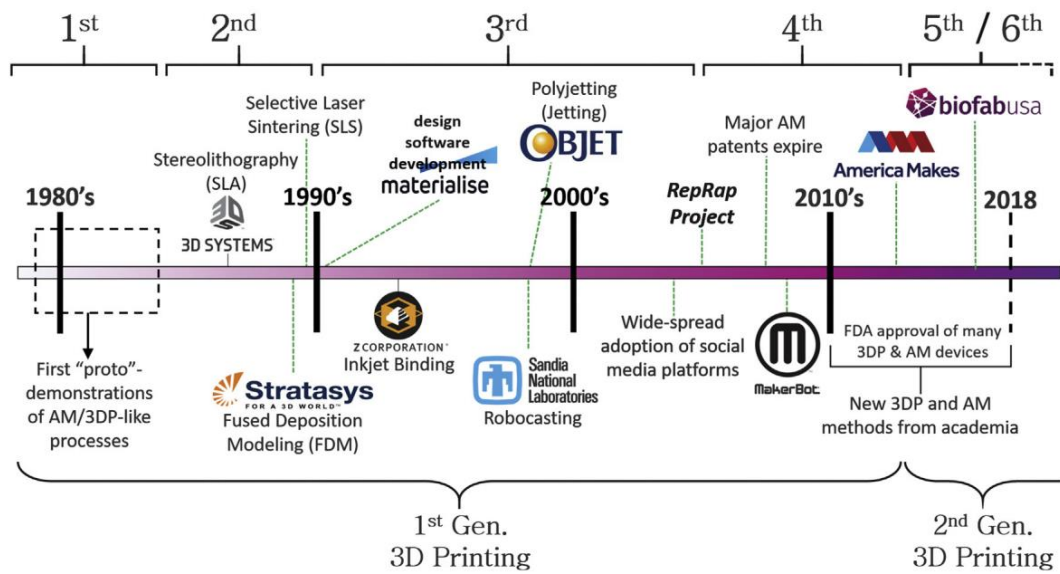 1st
2nd
3rd
4th
5th / 6th
Selective Laser
Sintering (SLS)
Stereolithography
(SLA)
3D SYSTEMS
design
software
development
materialise
Polyjetting
(Jetting)
OBJET
RepRap
Project
Major AM
patents expire
America Makes
biofabusa
1980's
1990's
2000's
2010's
2018
First "proto"-
demonstrations
of AM/3DP-like
processes
Stratasys
FOR A 3D WORLD™
Fused Deposition
Modeling (FDM)
Z CORPORATION™
Inkjet Binding
Sandia
National
Laboratories
Robocasting
Wide-spread
adoption of social
media platforms
MakerBot.
FDA approval of many
3DP & AM devices
New 3DP and AM
methods from academia
1st Gen.
3D Printing
2nd Gen.
3D Printing